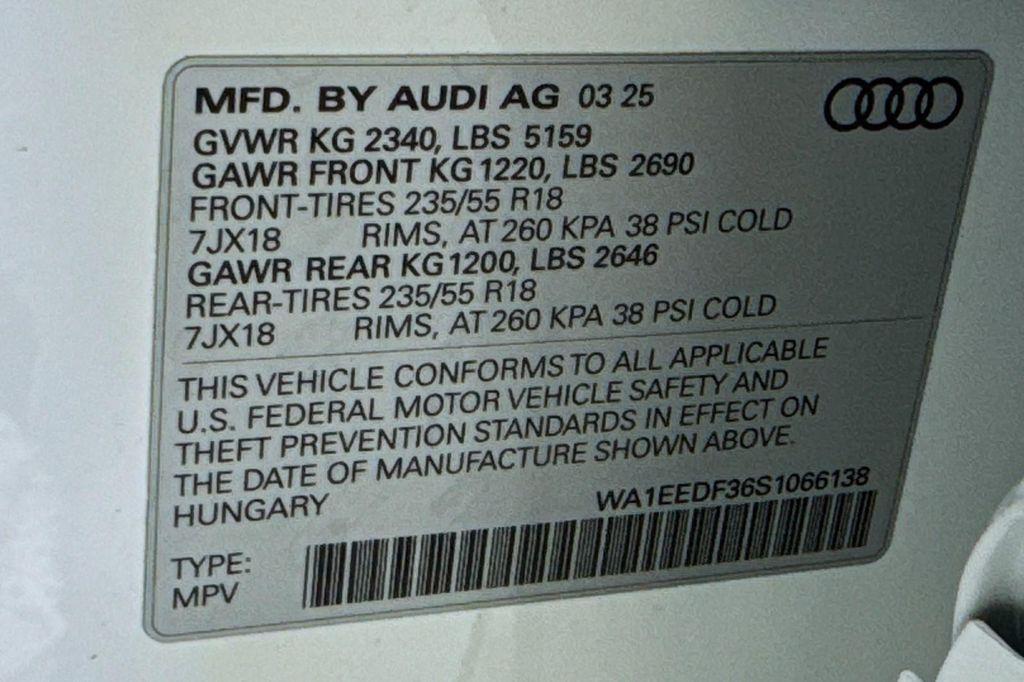 MFD. BY AUDI AG 03 25
GVWR KG 2340, LBS 5159
GAWR FRONT KG 1220, LBS 2690
FRONT-TIRES 235/55 R18
7JX18 RIMS, AT 260 KPA 38 PSI COLD
GAWR REAR KG 1200, LBS 2646
REAR-TIRES 235/55 R18
7JX18 RIMS, AT 260 KPA 38 PSI COLD
THIS VEHICLE CONFORMS TO ALL APPLICABLE
U.S. FEDERAL MOTOR VEHICLE SAFETY AND
THEFT PREVENTION STANDARDS IN EFFECT ON
THE DATE OF MANUFACTURE SHOWN ABOVE.
HUNGARY WA1EEDF36S1066138
TYPE:
MPV